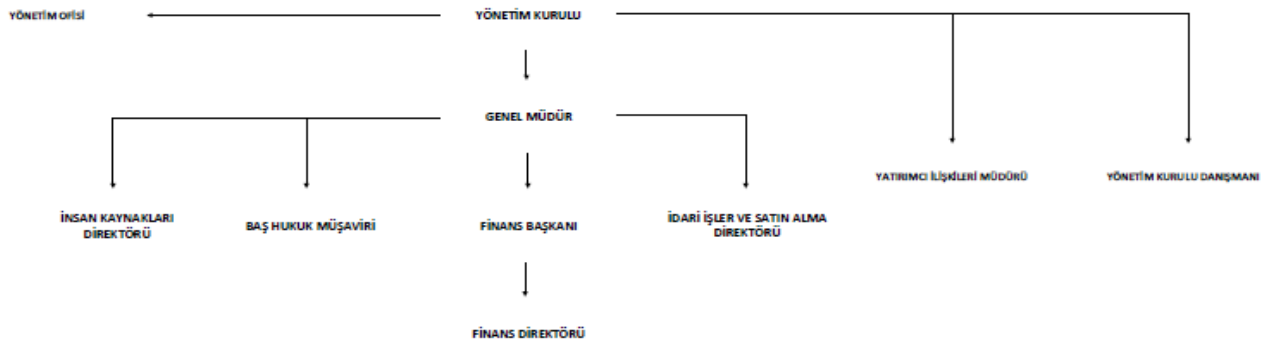 YÖNETİM OFİSİ
YÖNETİM KURULU
GENEL MÜDÜR
YATIRIMCI İLİŞKİLERİ MÜDÜRÜ
YÖNETİM KURULU DANIŞMANI
İNSAN KAYNAKLARI
DİREKTÖRÜ
BAŞ HUKUK MÜŞAVİRİ
FİNANS BAŞKANI
İDARİ İŞLER VE SATIN ALMA
DİREKTÖRÜ
FİNANS DİREKTÖRÜ